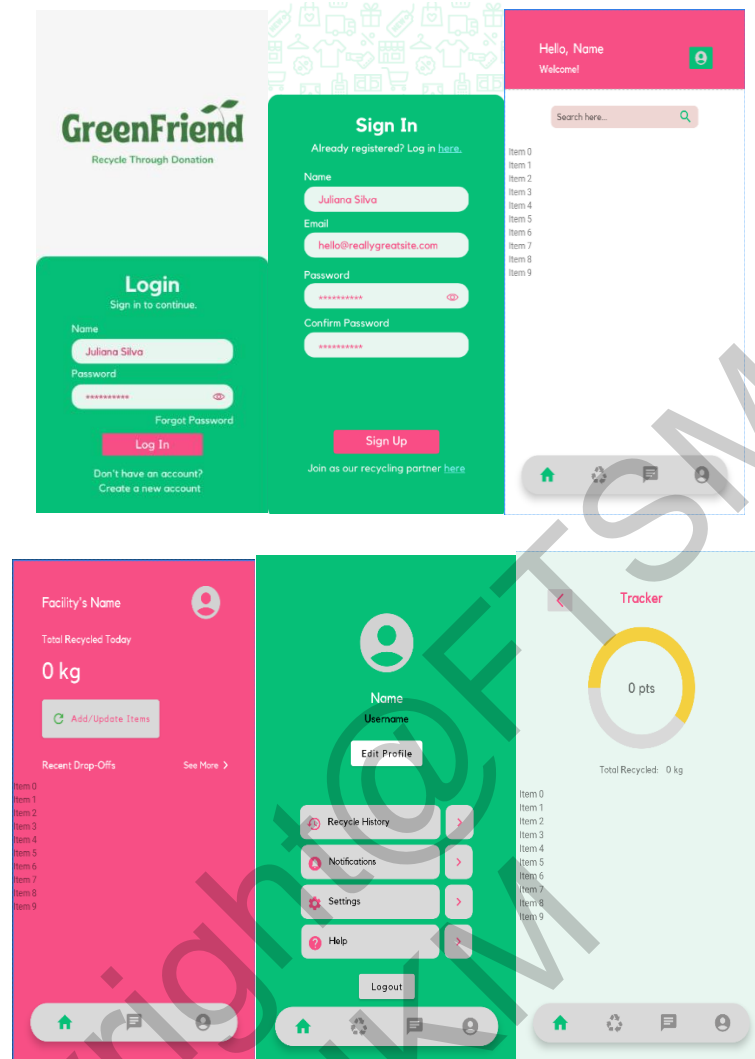 GreenFriend
Recycle Through Donation
Login
Sign in to continue.
Name
Juliana Silva
Password
**********
Forgot Password
Log In
Don't have an account?
Create a new account
Sign In
Already registered? Log in here.
Name
Juliana Silva
Email
hello@reallygreatsite.com
Password
**********
Confirm Password
**********
Sign Up
Join as our recycling partner here
Hello, Name
Welcome!
Search here...
Item 0
Item 1
Item 2
Item 3
Item 4
Item 5
Item 6
Item 7
Item 8
Item 9
Facility's Name
Total Recycled Today
0 kg
Add/Update Items
Recent Drop-Offs
See More
Item 0
Item 1
Item 2
Item 3
Item 4
Item 5
Item 6
Item 7
Item 8
Item 9
Name
Username
Edit Profile
Recycle History
Notifications
Settings
Help
Logout
Tracker
0 pts
Total Recycled: 0 kg
Item 0
Item 1
Item 2
Item 3
Item 4
Item 5
Item 6
Item 7
Item 8
Item 9
right@FTSM
KM